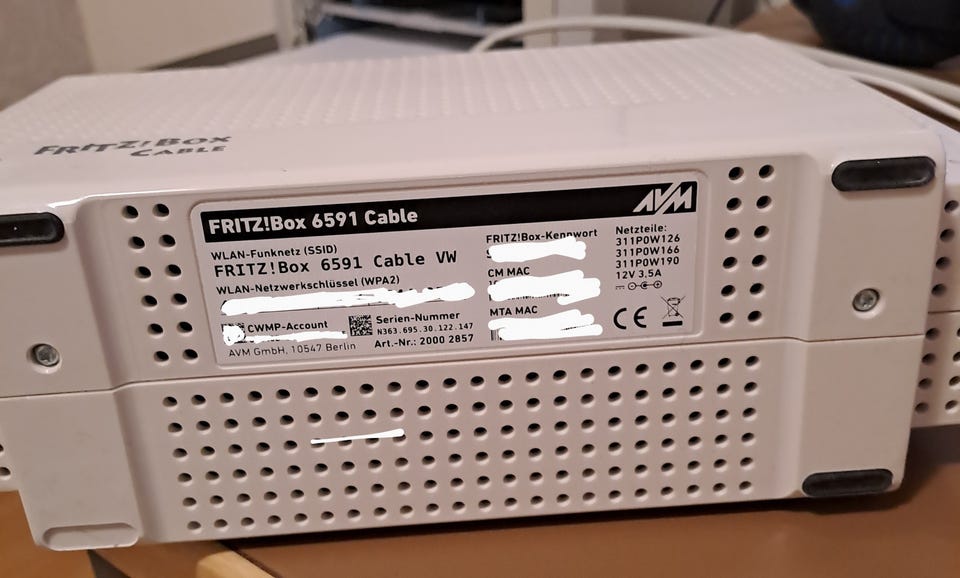 FRITZ!BOX
CABLE
FRITZ!Box 6591 Cable
AVM
WLAN-Funknetz (SSID)
FRITZ!Box 6591 Cable VW
WLAN-Netzwerkschlüssel (WPA2)
CWMP-Account
AVM GmbH, 10547 Berlin
Serien-Nummer
N363.695.30.122.147
Art.-Nr.: 2000 2857
FRITZ!Box-Kennwort
CM MAC
MTA MAC
Netzteile:
311P0W126
311P0W166
311P0W190
12V 3.5A
CE